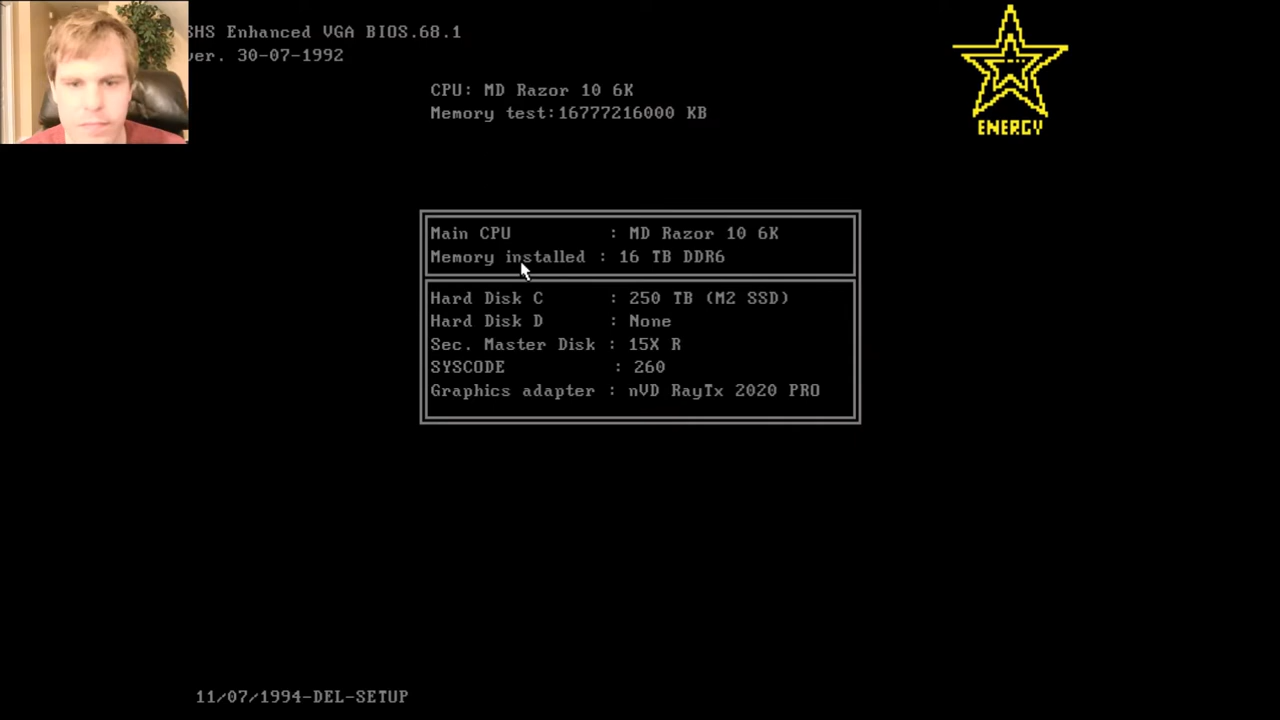 SHS Enhanced VGA BIOS.68.1
ver. 30-07-1992
CPU: MD Razor 10 6K
Memory test:16777216000 KB
ENERGY
Main CPU : MD Razor 10 6K
Memory installed : 16 TB DDR6
Hard Disk C : 250 TB (M2 SSD)
Hard Disk D : None
Sec. Master Disk : 15X R
SYSCODE : 260
Graphics adapter : nVD RayTx 2020 PRO
11/07/1994-DEL-SETUP